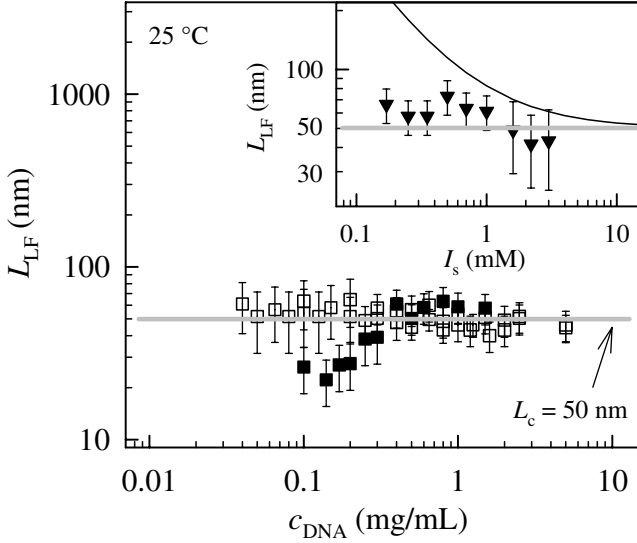 25 °C
1000
100
10
L_LF (nm)
0.01
0.1
1
10
c_DNA (mg/mL)
L_c = 50 nm
100
50
30
L_LF (nm)
0.1
1
10
I_s (mM)